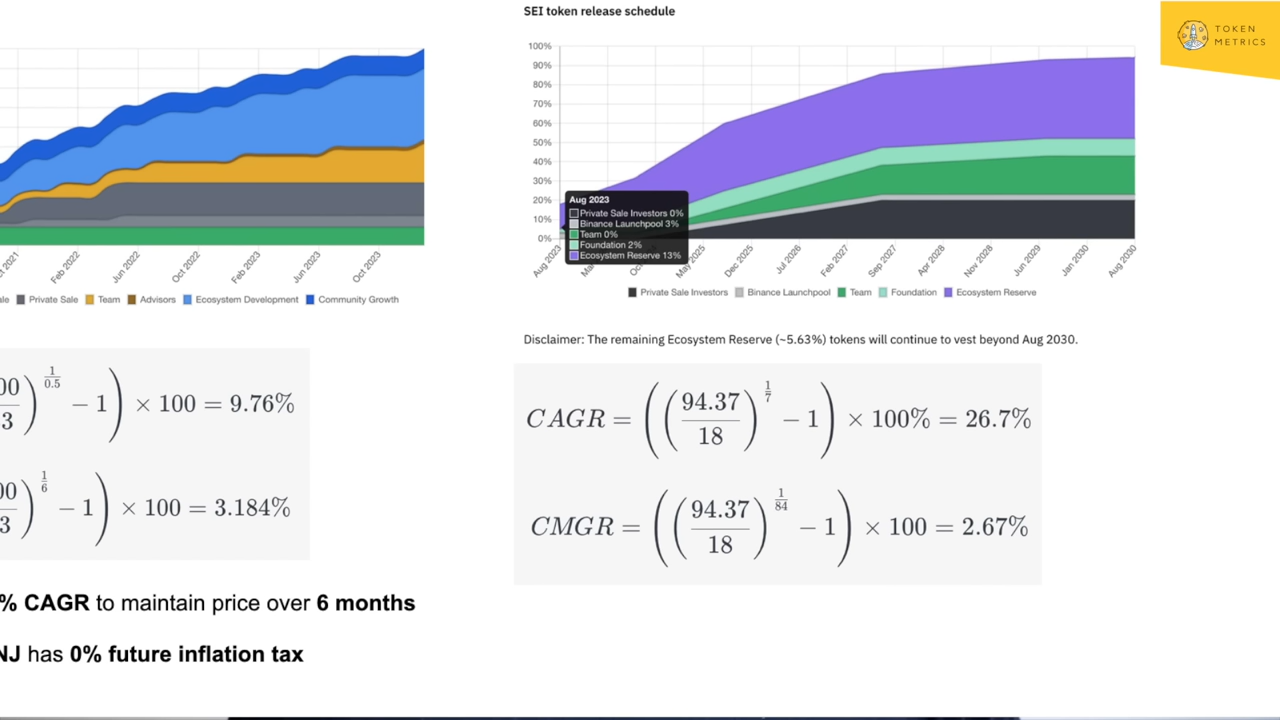 SEI token release schedule
TOKEN
METRICS
100%
90%
80%
70%
60%
50%
40%
30%
20%
10%
0%
Aug 2023
Private Sale Investors 0%
Binance Launchpool 3%
Team 0%
Foundation 2%
Ecosystem Reserve 13%
Aug 2023
May 2025
Dec 2025
Jul 2026
Feb 2027
Sep 2027
Apr 2028
Nov 2028
Jun 2029
Jan 2030
Aug 2030
Private Sale Investors Binance Launchpool Team Foundation Ecosystem Reserve
2021
Feb 2022
Jun 2022
Oct 2022
Feb 2023
Jun 2023
Oct 2023
Private Sale Team Advisors Ecosystem Development Community Growth
Disclaimer: The remaining Ecosystem Reserve (~5.63%) tokens will continue to vest beyond Aug 2030.
00/3)^(1/0.5) − 1) × 100 = 9.76%
00/3)^(1/6) − 1) × 100 = 3.184%
CAGR = ((94.37/18)^(1/7) − 1) × 100% = 26.7%
CMGR = ((94.37/18)^(1/84) − 1) × 100 = 2.67%
% CAGR to maintain price over 6 months
NJ has 0% future inflation tax